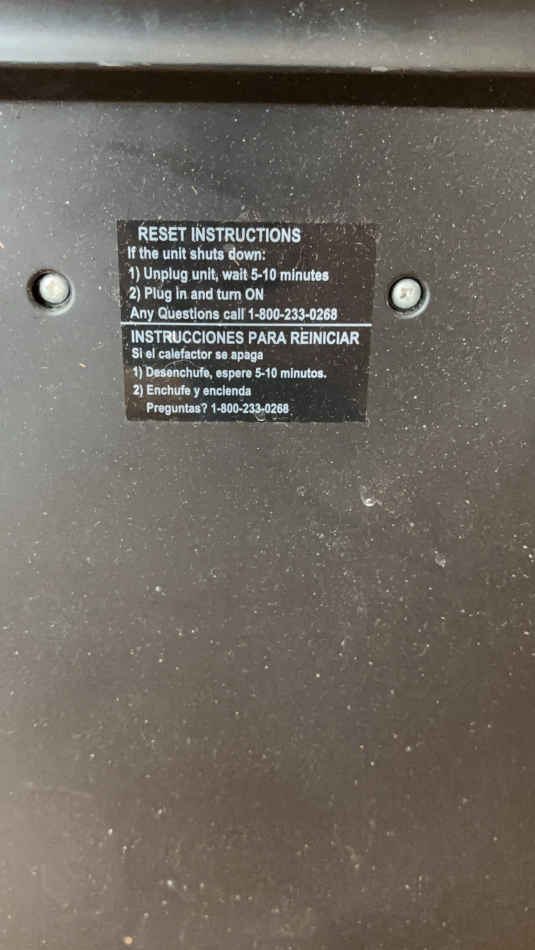 RESET INSTRUCTIONS
If the unit shuts down:
1) Unplug unit, wait 5-10 minutes
2) Plug in and turn ON
Any Questions call 1-800-233-0268
INSTRUCCIONES PARA REINICIAR
Si el calefactor se apaga
1) Desenchufe, espere 5-10 minutos.
2) Enchufe y encienda
Preguntas? 1-800-233-0268